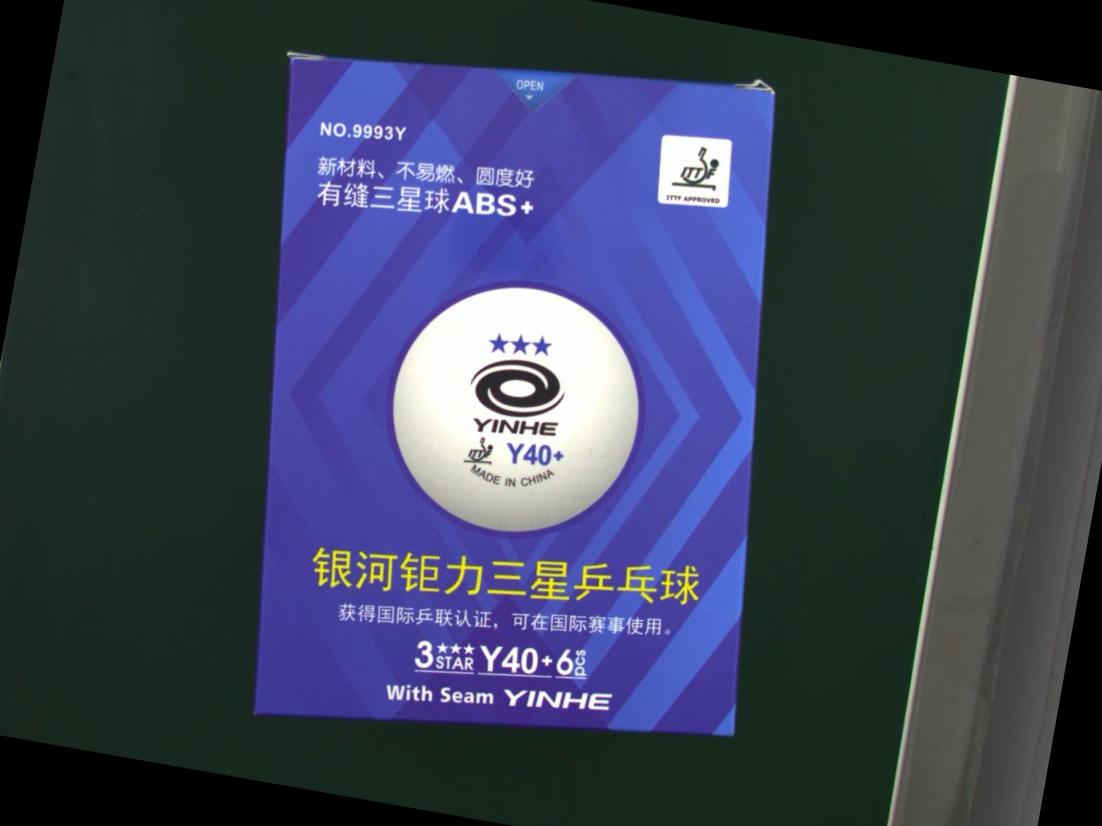 OPEN
NO.9993Y
新材料、不易燃、圆度好
有缝三星球ABS+
ITTF
ITTF APPROVED
YINHE
ITTF Y40+
MADE IN CHINA
银河钜力三星乒乓球
获得国际乒联认证，可在国际赛事使用。
3 STAR Y40+ 6 pcs
With Seam YINHE